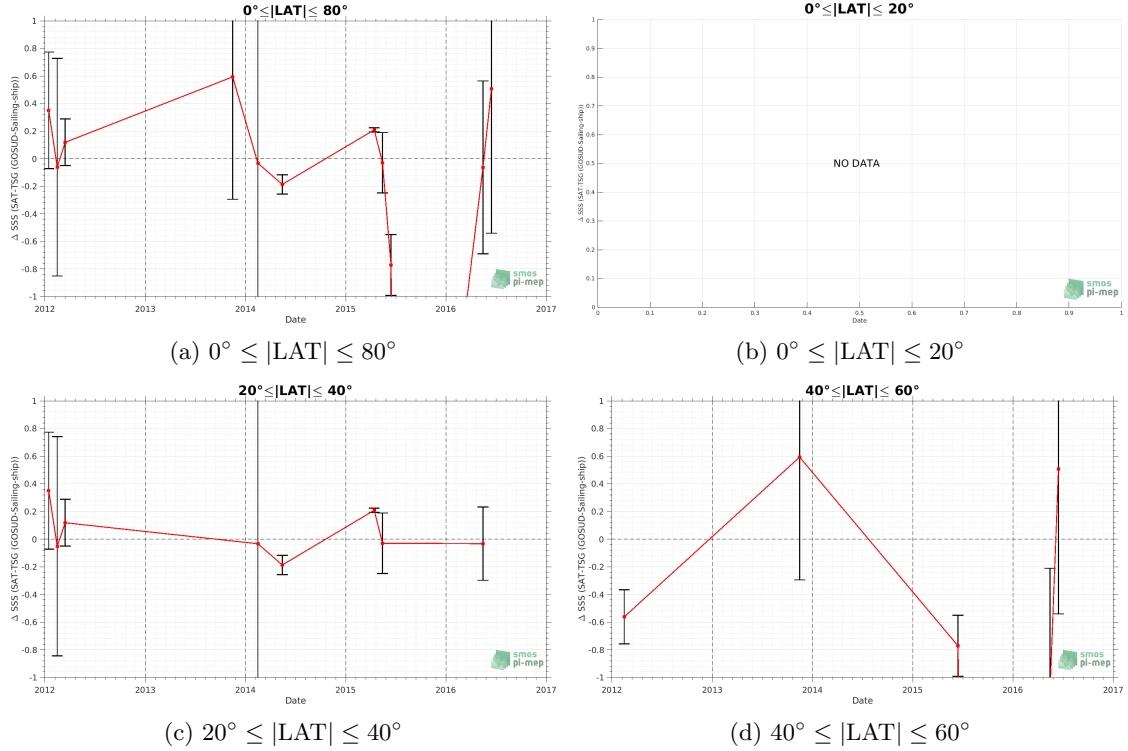 0°≤|LAT|≤ 80°
1
0.8
0.6
0.4
0.2
0
-0.2
-0.4
-0.6
-0.8
-1
Δ SSS (SAT-TSG (GOSUD-Sailing-ship))
2012 2013 2014 2015 2016 2017
Date
smos
pi-mep
(a) 0° ≤ |LAT| ≤ 80°
0°≤|LAT|≤ 20°
1
0.9
0.8
0.7
0.6
0.5
0.4
0.3
0.2
0.1
0
Δ SSS (SAT-TSG (GOSUD-Sailing-ship))
NO DATA
0 0.1 0.2 0.3 0.4 0.5 0.6 0.7 0.8 0.9 1
Date
smos
pi-mep
(b) 0° ≤ |LAT| ≤ 20°
20°≤|LAT|≤ 40°
1
0.8
0.6
0.4
0.2
0
-0.2
-0.4
-0.6
-0.8
-1
Δ SSS (SAT-TSG (GOSUD-Sailing-ship))
2012 2013 2014 2015 2016 2017
Date
smos
pi-mep
(c) 20° ≤ |LAT| ≤ 40°
40°≤|LAT|≤ 60°
1
0.8
0.6
0.4
0.2
0
-0.2
-0.4
-0.6
-0.8
-1
Δ SSS (SAT-TSG (GOSUD-Sailing-ship))
2012 2013 2014 2015 2016 2017
Date
smos
pi-mep
(d) 40° ≤ |LAT| ≤ 60°